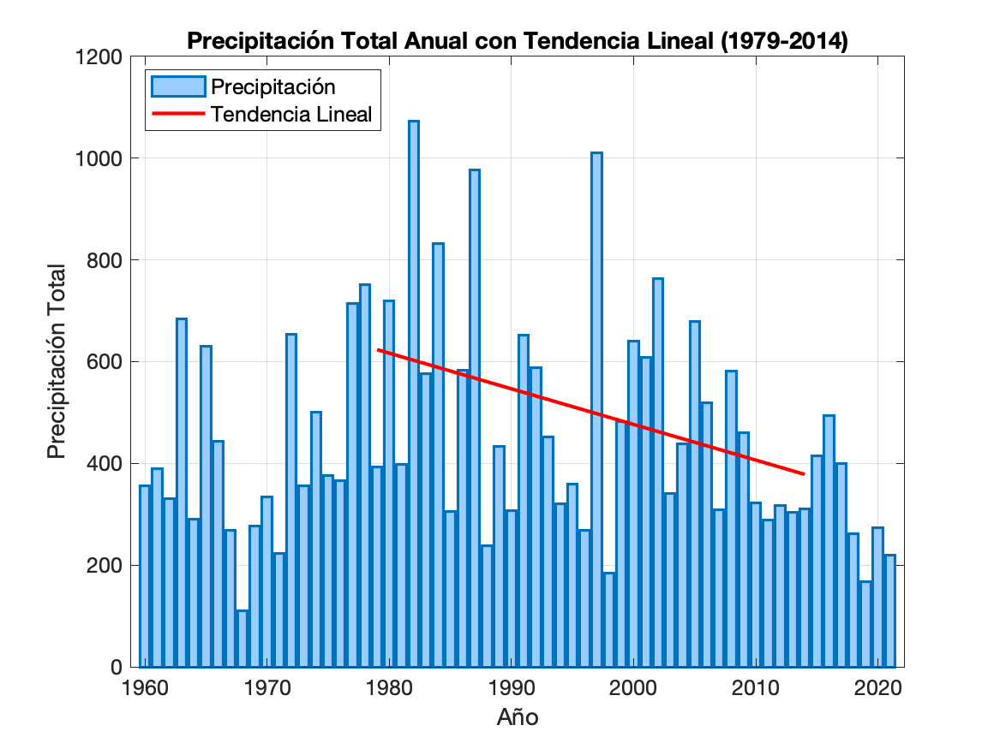 Precipitación Total Anual con Tendencia Lineal (1979-2014)
Precipitación
Tendencia Lineal
Precipitación Total
1200
1000
800
600
400
200
0
1960 1970 1980 1990 2000 2010 2020
Año